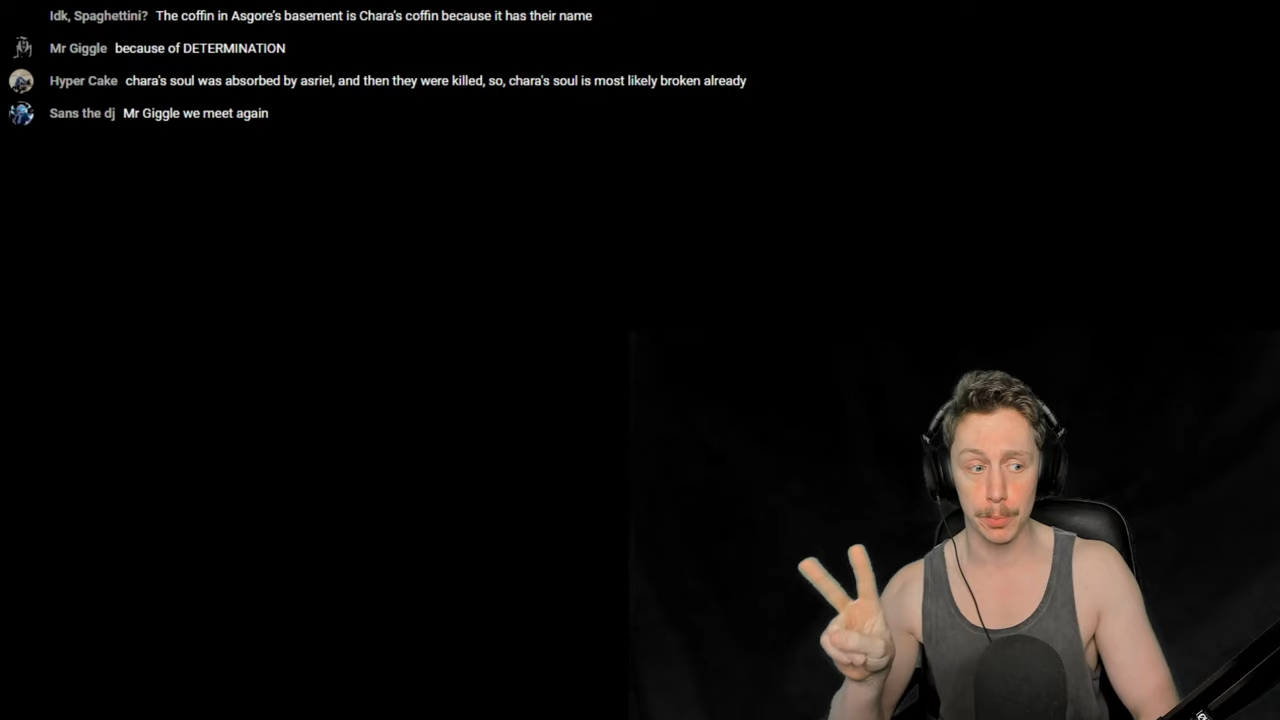 Idk, Spaghettini? The coffin in Asgore's basement is Chara's coffin because it has their name
Mr Giggle because of DETERMINATION
Hyper Cake chara's soul was absorbed by asriel, and then they were killed, so, chara's soul is most likely broken already
Sans the dj Mr Giggle we meet again